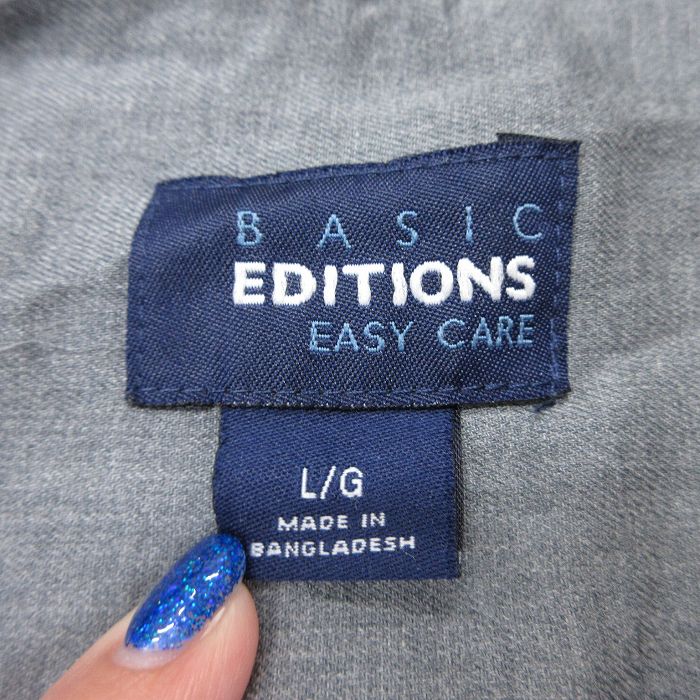 BASIC
EDITIONS
EASY CARE
L/G
MADE IN
BANGLADESH